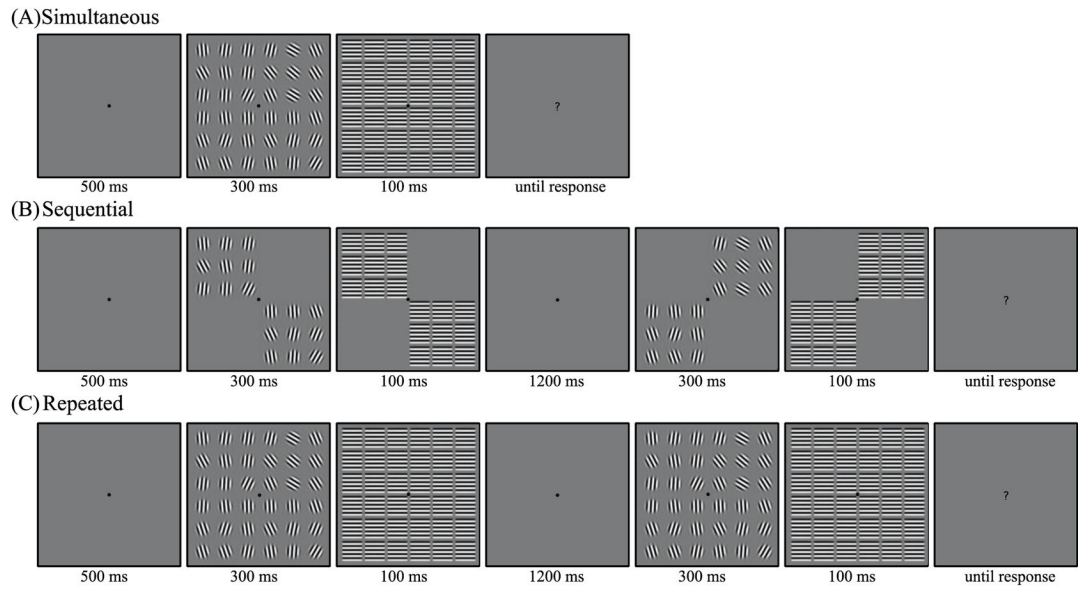 (A)Simultaneous
?
500 ms 300 ms 100 ms until response
(B)Sequential
?
500 ms 300 ms 100 ms 1200 ms 300 ms 100 ms until response
(C)Repeated
?
500 ms 300 ms 100 ms 1200 ms 300 ms 100 ms until response